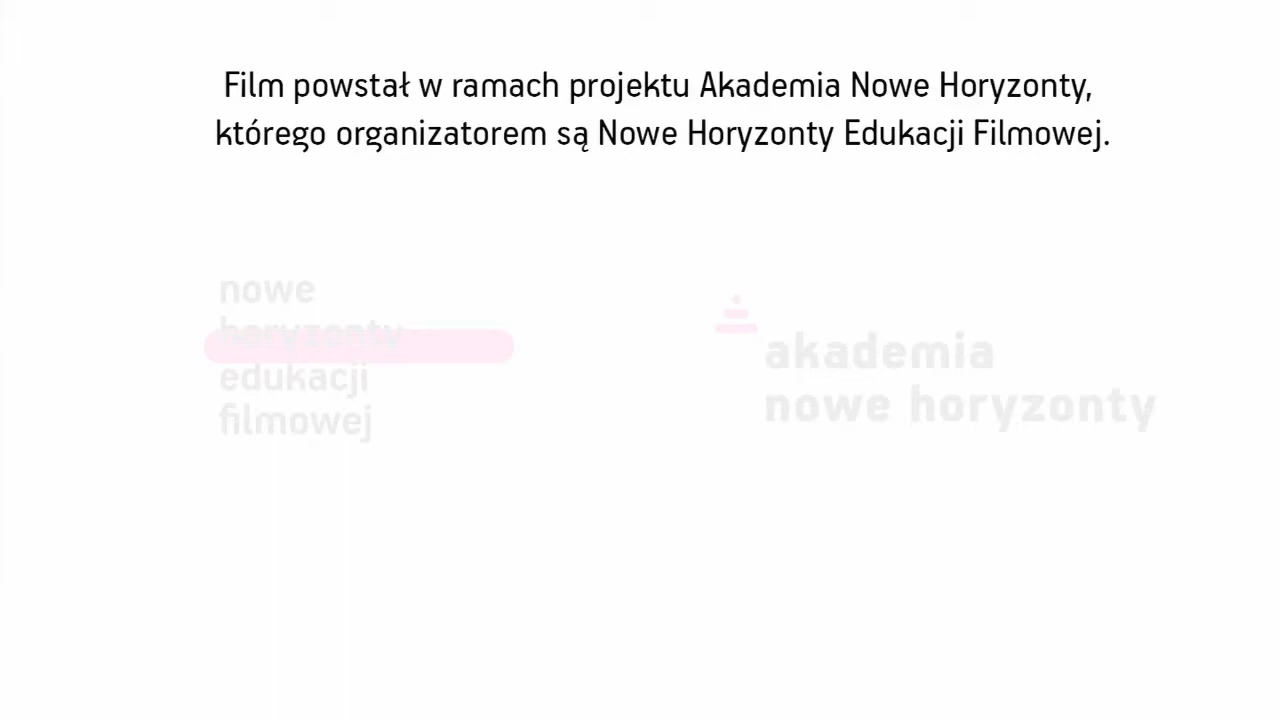 Film powstał w ramach projektu Akademia Nowe Horyzonty,
którego organizatorem są Nowe Horyzonty Edukacji Filmowej.
nowe
horyzonty
edukacji
filmowej
akademia
nowe horyzonty